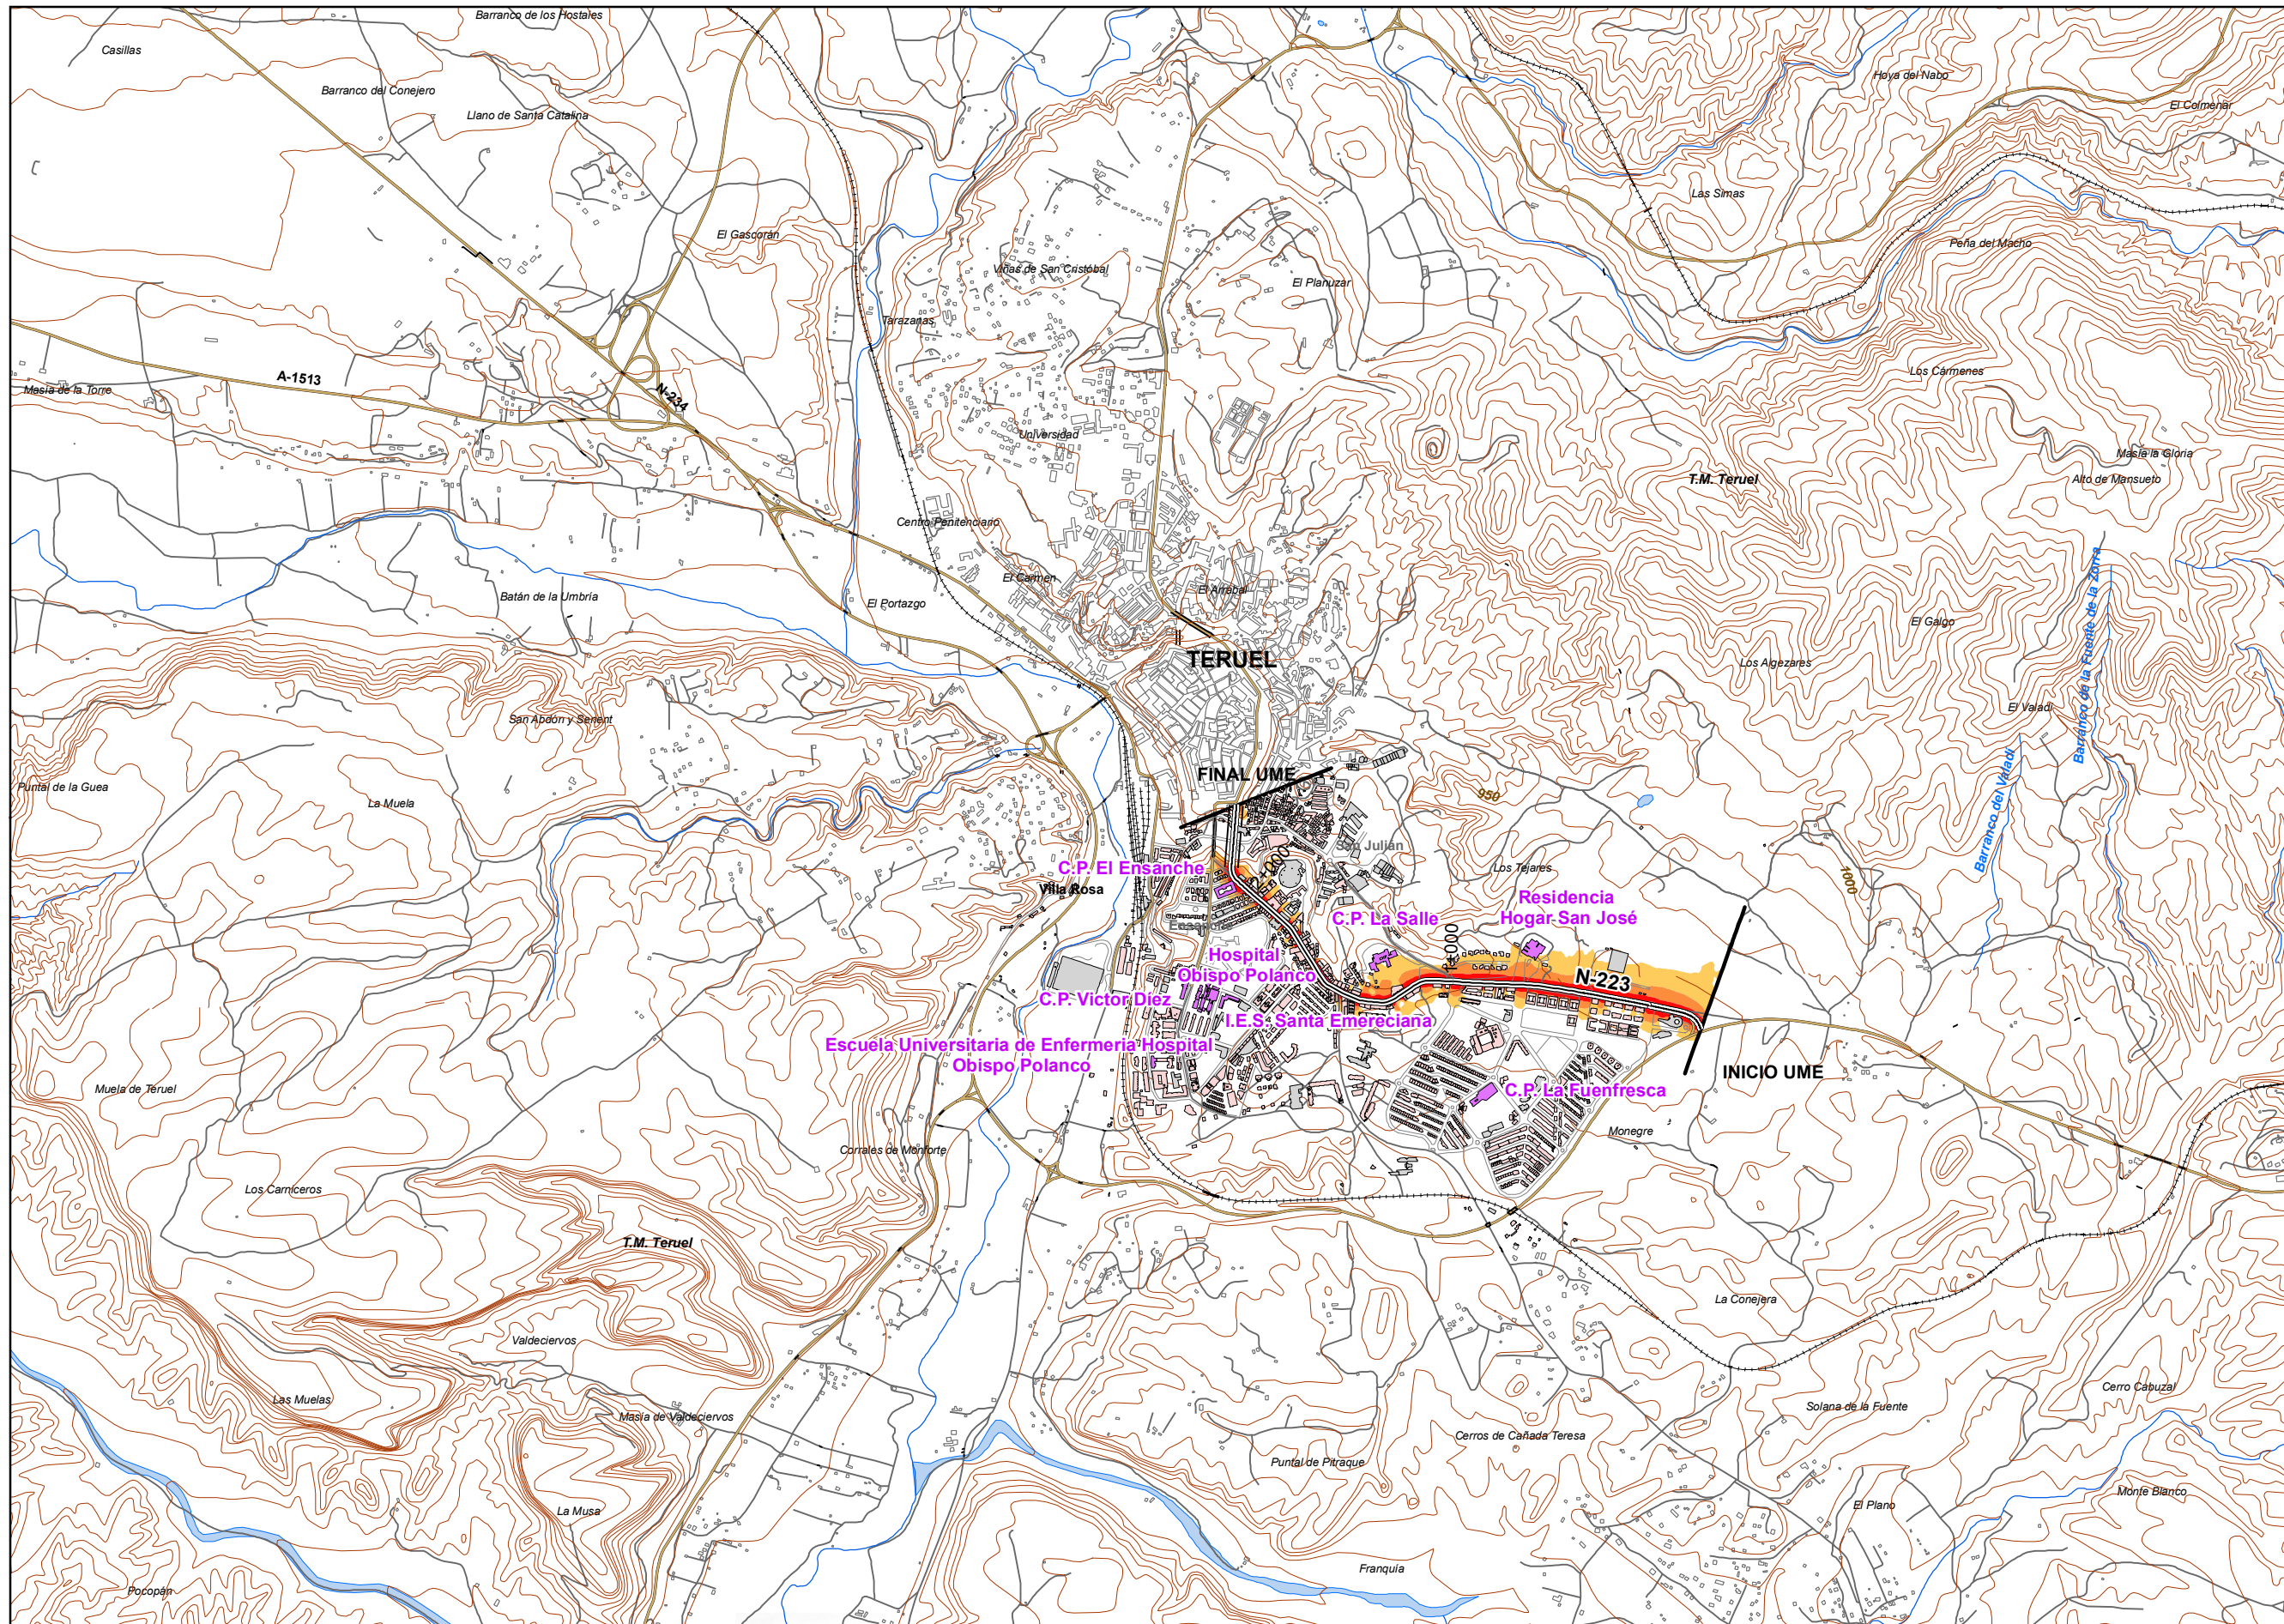 Barranco de los Hostales
Casillas
Hoya del Nabo
Barranco del Conejero
El Colmenar
Llano de Santa Catalina
Las Simas
El Gascorán
Peña del Macho
Viñas de San Cristóbal
El Planuzar
Tarazanas
Los Cármenes
A-1513
Masía de la Torre
N-234
Universidad
Masía la Gloria
T.M. Teruel
Alto de Mansueto
Centro Penitenciario
El Carmen
El Arrabal
Batán de la Umbría
El Portazgo
El Galgo
Barranco de la Fuente de la Zorra
TERUEL
Los Algezares
El Valadí
San Abdón y Senent
FINAL UME
Puntal de la Guea
950
La Muela
Barranco del Valadí
San Julián
2+000
C.P. El Ensanche
Los Tejares
1000
Villa Rosa
Residencia
Hogar San José
C.P. La Salle
Ensanche
1+000
Hospital
Obispo Polanco
N-223
C.P. Victor Diez
I.E.S. Santa Emereciana
Escuela Universitaria de Enfermeria Hospital
Obispo Polanco
INICIO UME
Muela de Teruel
C.P. La Fuenfresca
Monegre
Corrales de Monforte
Los Carniceros
T.M. Teruel
La Conejera
Valdeciervos
Cerro Cabuzal
Las Muelas
Solana de la Fuente
Masía de Valdeciervos
Cerros de Cañada Teresa
Puntal de Pitraque
Monte Blanco
El Plano
La Musa
Franquía
Pocopán